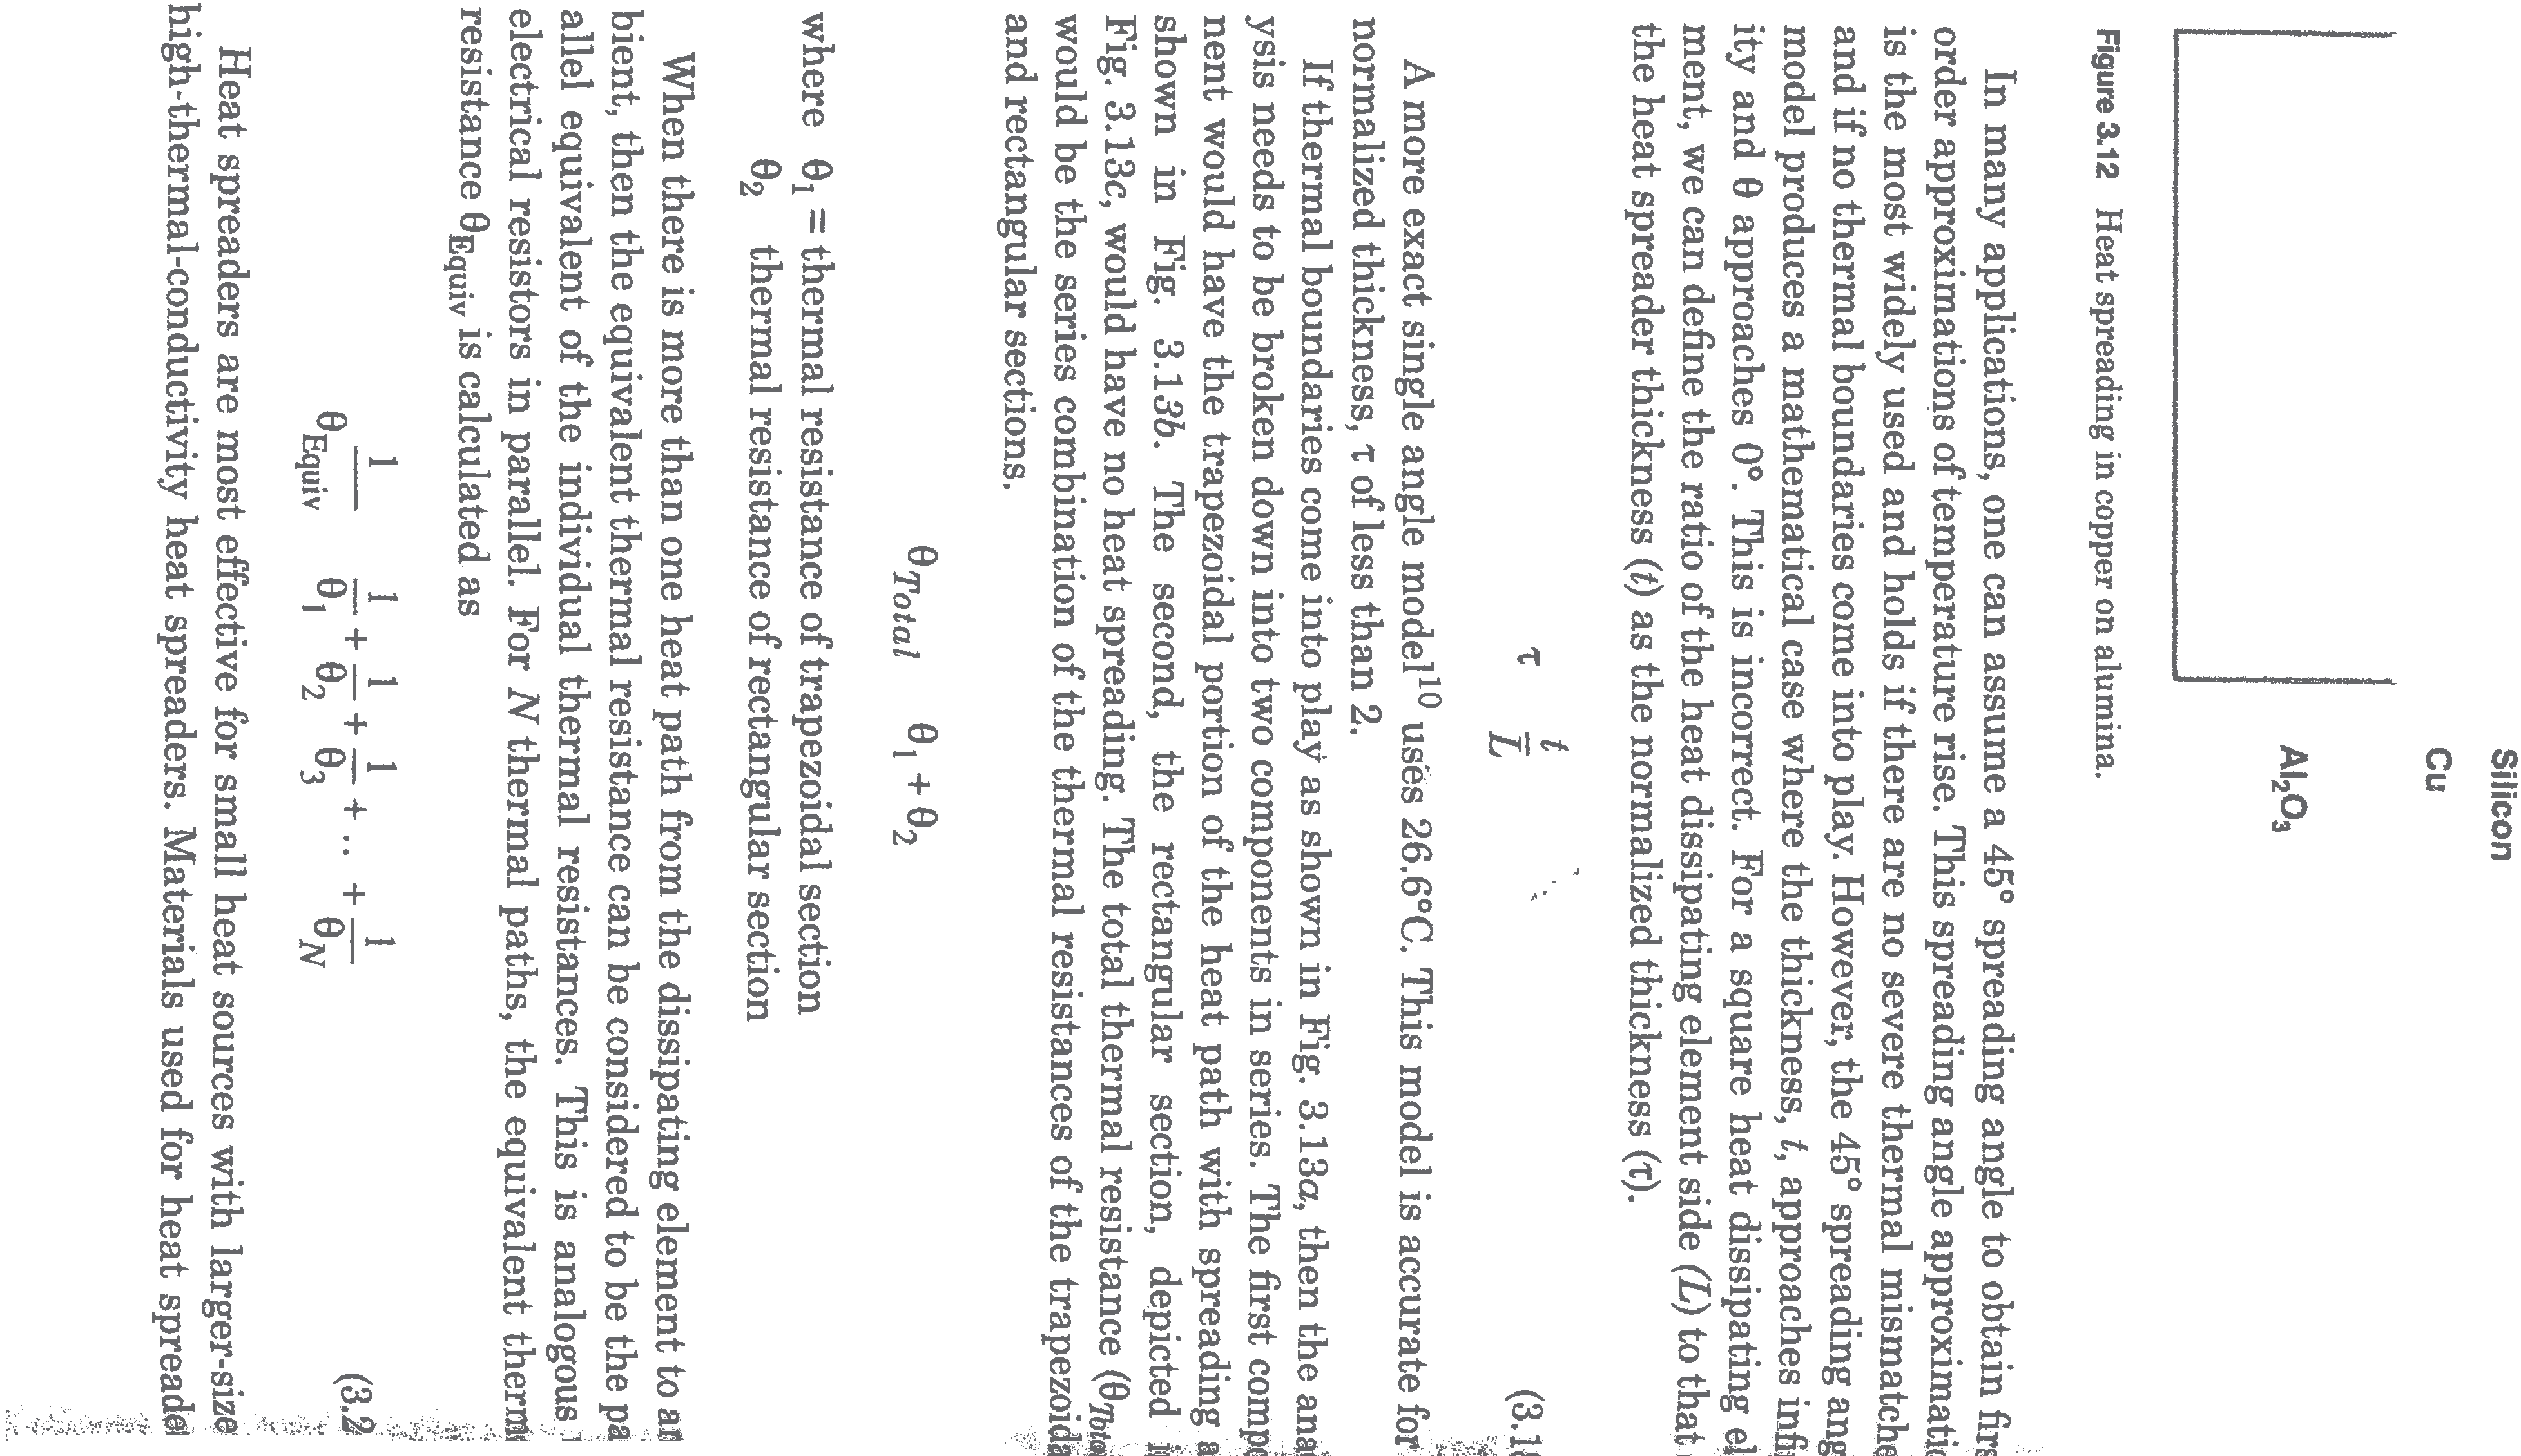 Silicon
Cu
Al₂O₃
Figure 3.12 Heat spreading in copper on alumina.
In many applications, one can assume a 45° spreading angle to obtain firs
order approximations of temperature rise. This spreading angle approximatio
is the most widely used and holds if there are no severe thermal mismatche
and if no thermal boundaries come into play. However, the 45° spreading ang
model produces a mathematical case where the thickness, t, approaches infi
ity and θ approaches 0°. This is incorrect. For a square heat dissipating el
ment, we can define the ratio of the heat dissipating element side (L) to that
the heat spreader thickness (t) as the normalized thickness (τ).
τ t/L (3.18
A more exact single angle model¹⁰ uses 26.6°C. This model is accurate for
normalized thickness, τ of less than 2.
If thermal boundaries come into play as shown in Fig. 3.13a, then the ana
ysis needs to be broken down into two components in series. The first compo
nent would have the trapezoidal portion of the heat path with spreading a
shown in Fig. 3.13b. The second, the rectangular section, depicted i
Fig. 3.13c, would have no heat spreading. The total thermal resistance (θTotal
would be the series combination of the thermal resistances of the trapezoida
and rectangular sections.
θTotal θ₁ + θ₂
where θ₁ = thermal resistance of trapezoidal section
θ₂ thermal resistance of rectangular section
When there is more than one heat path from the dissipating element to am
bient, then the equivalent thermal resistance can be considered to be the pa
allel equivalent of the individual thermal resistances. This is analogous
electrical resistors in parallel. For N thermal paths, the equivalent therm
resistance θEquiv is calculated as
1/θEquiv 1/θ₁ + 1/θ₂ + 1/θ₃ + ... + 1/θN (3.2
Heat spreaders are most effective for small heat sources with larger-size
high-thermal-conductivity heat spreaders. Materials used for heat spreader